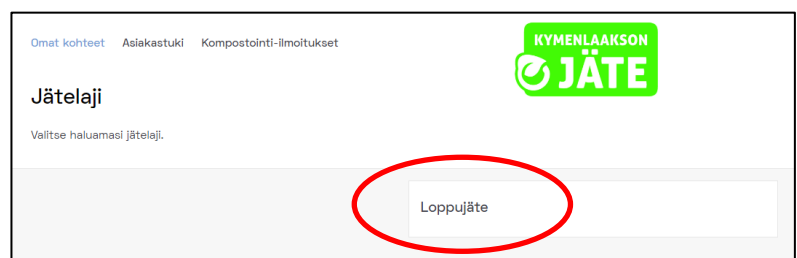 Omat kohteet Asiakastuki Kompostointi-ilmoitukset
KYMENLAAKSON
JÄTE
Jätelaji
Valitse haluamasi jätelaji.
Loppujäte